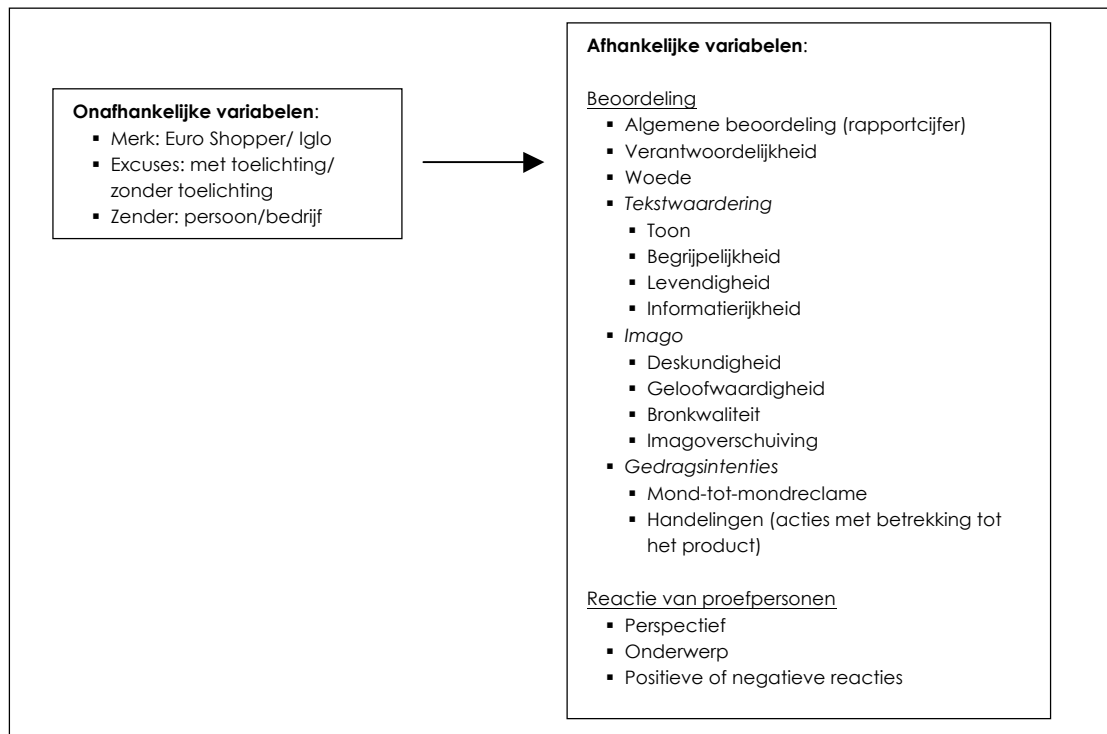 Onafhankelijke variabelen:
▪ Merk: Euro Shopper/ Iglo
▪ Excuses: met toelichting/
zonder toelichting
▪ Zender: persoon/bedrijf
Afhankelijke variabelen:
Beoordeling
▪ Algemene beoordeling (rapportcijfer)
▪ Verantwoordelijkheid
▪ Woede
▪ Tekstwaardering
▪ Toon
▪ Begrijpelijkheid
▪ Levendigheid
▪ Informatierijkheid
▪ Imago
▪ Deskundigheid
▪ Geloofwaardigheid
▪ Bronkwaliteit
▪ Imagoverschuiving
▪ Gedragsintenties
▪ Mond-tot-mondreclame
▪ Handelingen (acties met betrekking tot
het product)
Reactie van proefpersonen
▪ Perspectief
▪ Onderwerp
▪ Positieve of negatieve reacties